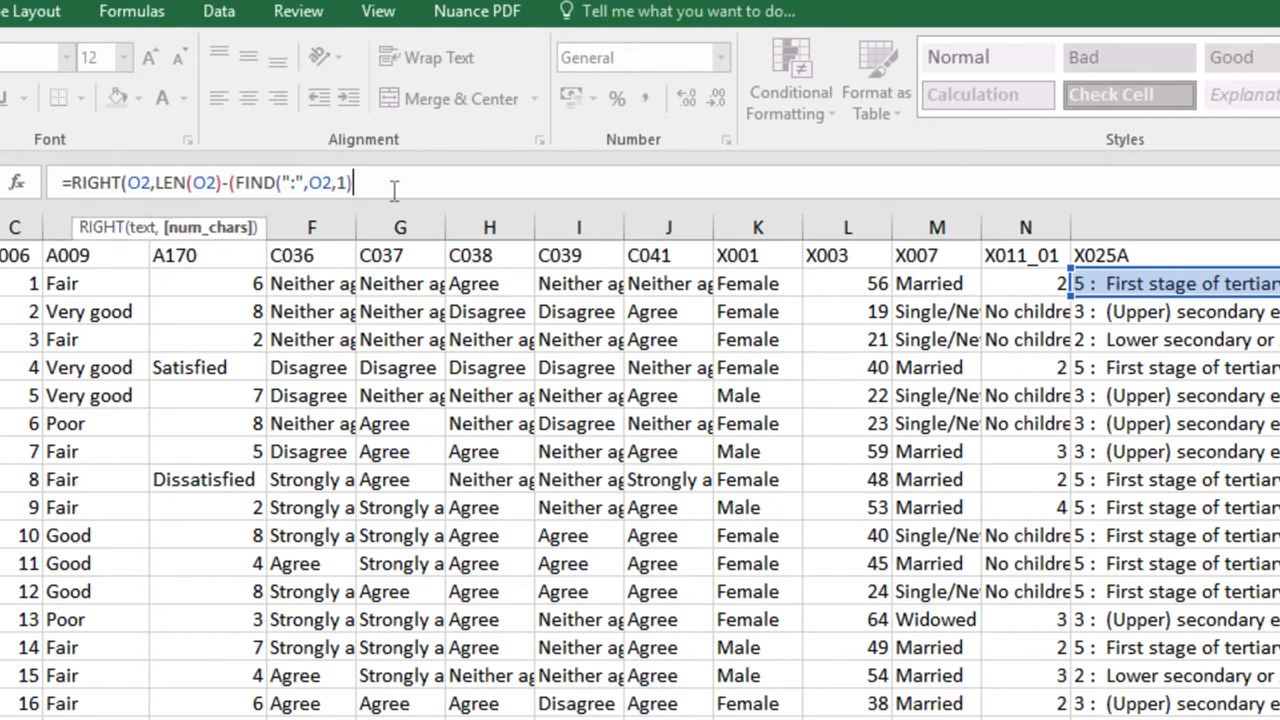 e Layout Formulas Data Review View Nuance PDF Tell me what you want to do...
12 A A Wrap Text General Normal Bad Good
U A Merge & Center % , .0 .00 .00 .0 Conditional Formatting Format as Table Calculation Check Cell Explana
Font Alignment Number Styles
fx =RIGHT(O2,LEN(O2)-(FIND(":",O2,1)
RIGHT(text, [num_chars])
C F G H I J K L M N
006 A009 A170 C036 C037 C038 C039 C041 X001 X003 X007 X011_01 X025A
1 Fair 6 Neither ag Neither ag Agree Neither ag Neither ag Female 56 Married 2 5 : First stage of tertiary
2 Very good 8 Neither ag Neither ag Disagree Disagree Agree Female 19 Single/Ne No childre 3 : (Upper) secondary e
3 Fair 2 Neither ag Neither ag Neither ag Neither ag Agree Female 21 Single/Ne No childre 2 : Lower secondary or
4 Very good Satisfied Disagree Disagree Disagree Disagree Neither ag Female 40 Married 2 5 : First stage of tertiar
5 Very good 7 Disagree Neither ag Neither ag Neither ag Agree Male 22 Single/Ne No childre 3 : (Upper) secondary e
6 Poor 8 Neither ag Agree Neither ag Disagree Neither ag Female 23 Single/Ne No childre 3 : (Upper) secondary e
7 Fair 5 Disagree Agree Agree Neither ag Agree Male 59 Married 3 3 : (Upper) secondary e
8 Fair Dissatisfied Strongly a Agree Neither ag Neither ag Strongly a Female 48 Married 2 5 : First stage of tertiar
9 Fair 2 Strongly a Strongly a Agree Neither ag Agree Male 53 Married 4 5 : First stage of tertiar
10 Good 8 Strongly a Strongly a Agree Agree Agree Female 40 Single/Ne No childre 5 : First stage of tertiar
11 Good 4 Agree Strongly a Agree Agree Agree Female 45 Married No childre 5 : First stage of tertiar
12 Good 8 Strongly a Agree Agree Agree Agree Female 24 Single/Ne No childre 5 : First stage of tertiar
13 Poor 3 Strongly a Strongly a Agree Neither ag Agree Female 64 Widowed 3 3 : (Upper) secondary e
14 Fair 7 Strongly a Strongly a Agree Neither ag Agree Male 49 Married 2 5 : First stage of tertiar
15 Fair 4 Agree Strongly a Neither ag Neither ag Agree Male 54 Married 3 2 : Lower secondary or
16 Fair 6 Agree Agree Agree Disagree Agree Female 38 Married 2 3 : (Upper) secondary e